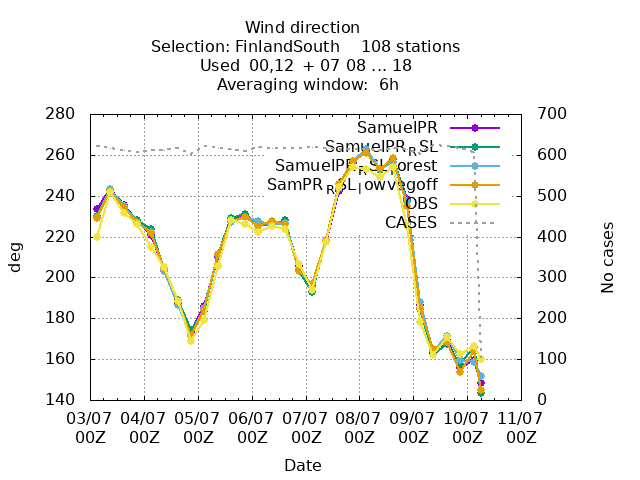 Wind direction
Selection: FinlandSouth    108 stations
Used  00,12  + 07 08 ... 18
Averaging window:  6h
280 700
SamuelPR
SamuelPR_RSL
260 600
SamuelPR_RSL_forest
SamPR_RSL_lowvegoff
240 500
OBS
CASES
220 400
200 300
180 200
160 100
140 0
deg
No cases
03/07 04/07 05/07 06/07 07/07 08/07 09/07 10/07 11/07
00Z 00Z 00Z 00Z 00Z 00Z 00Z 00Z 00Z
Date